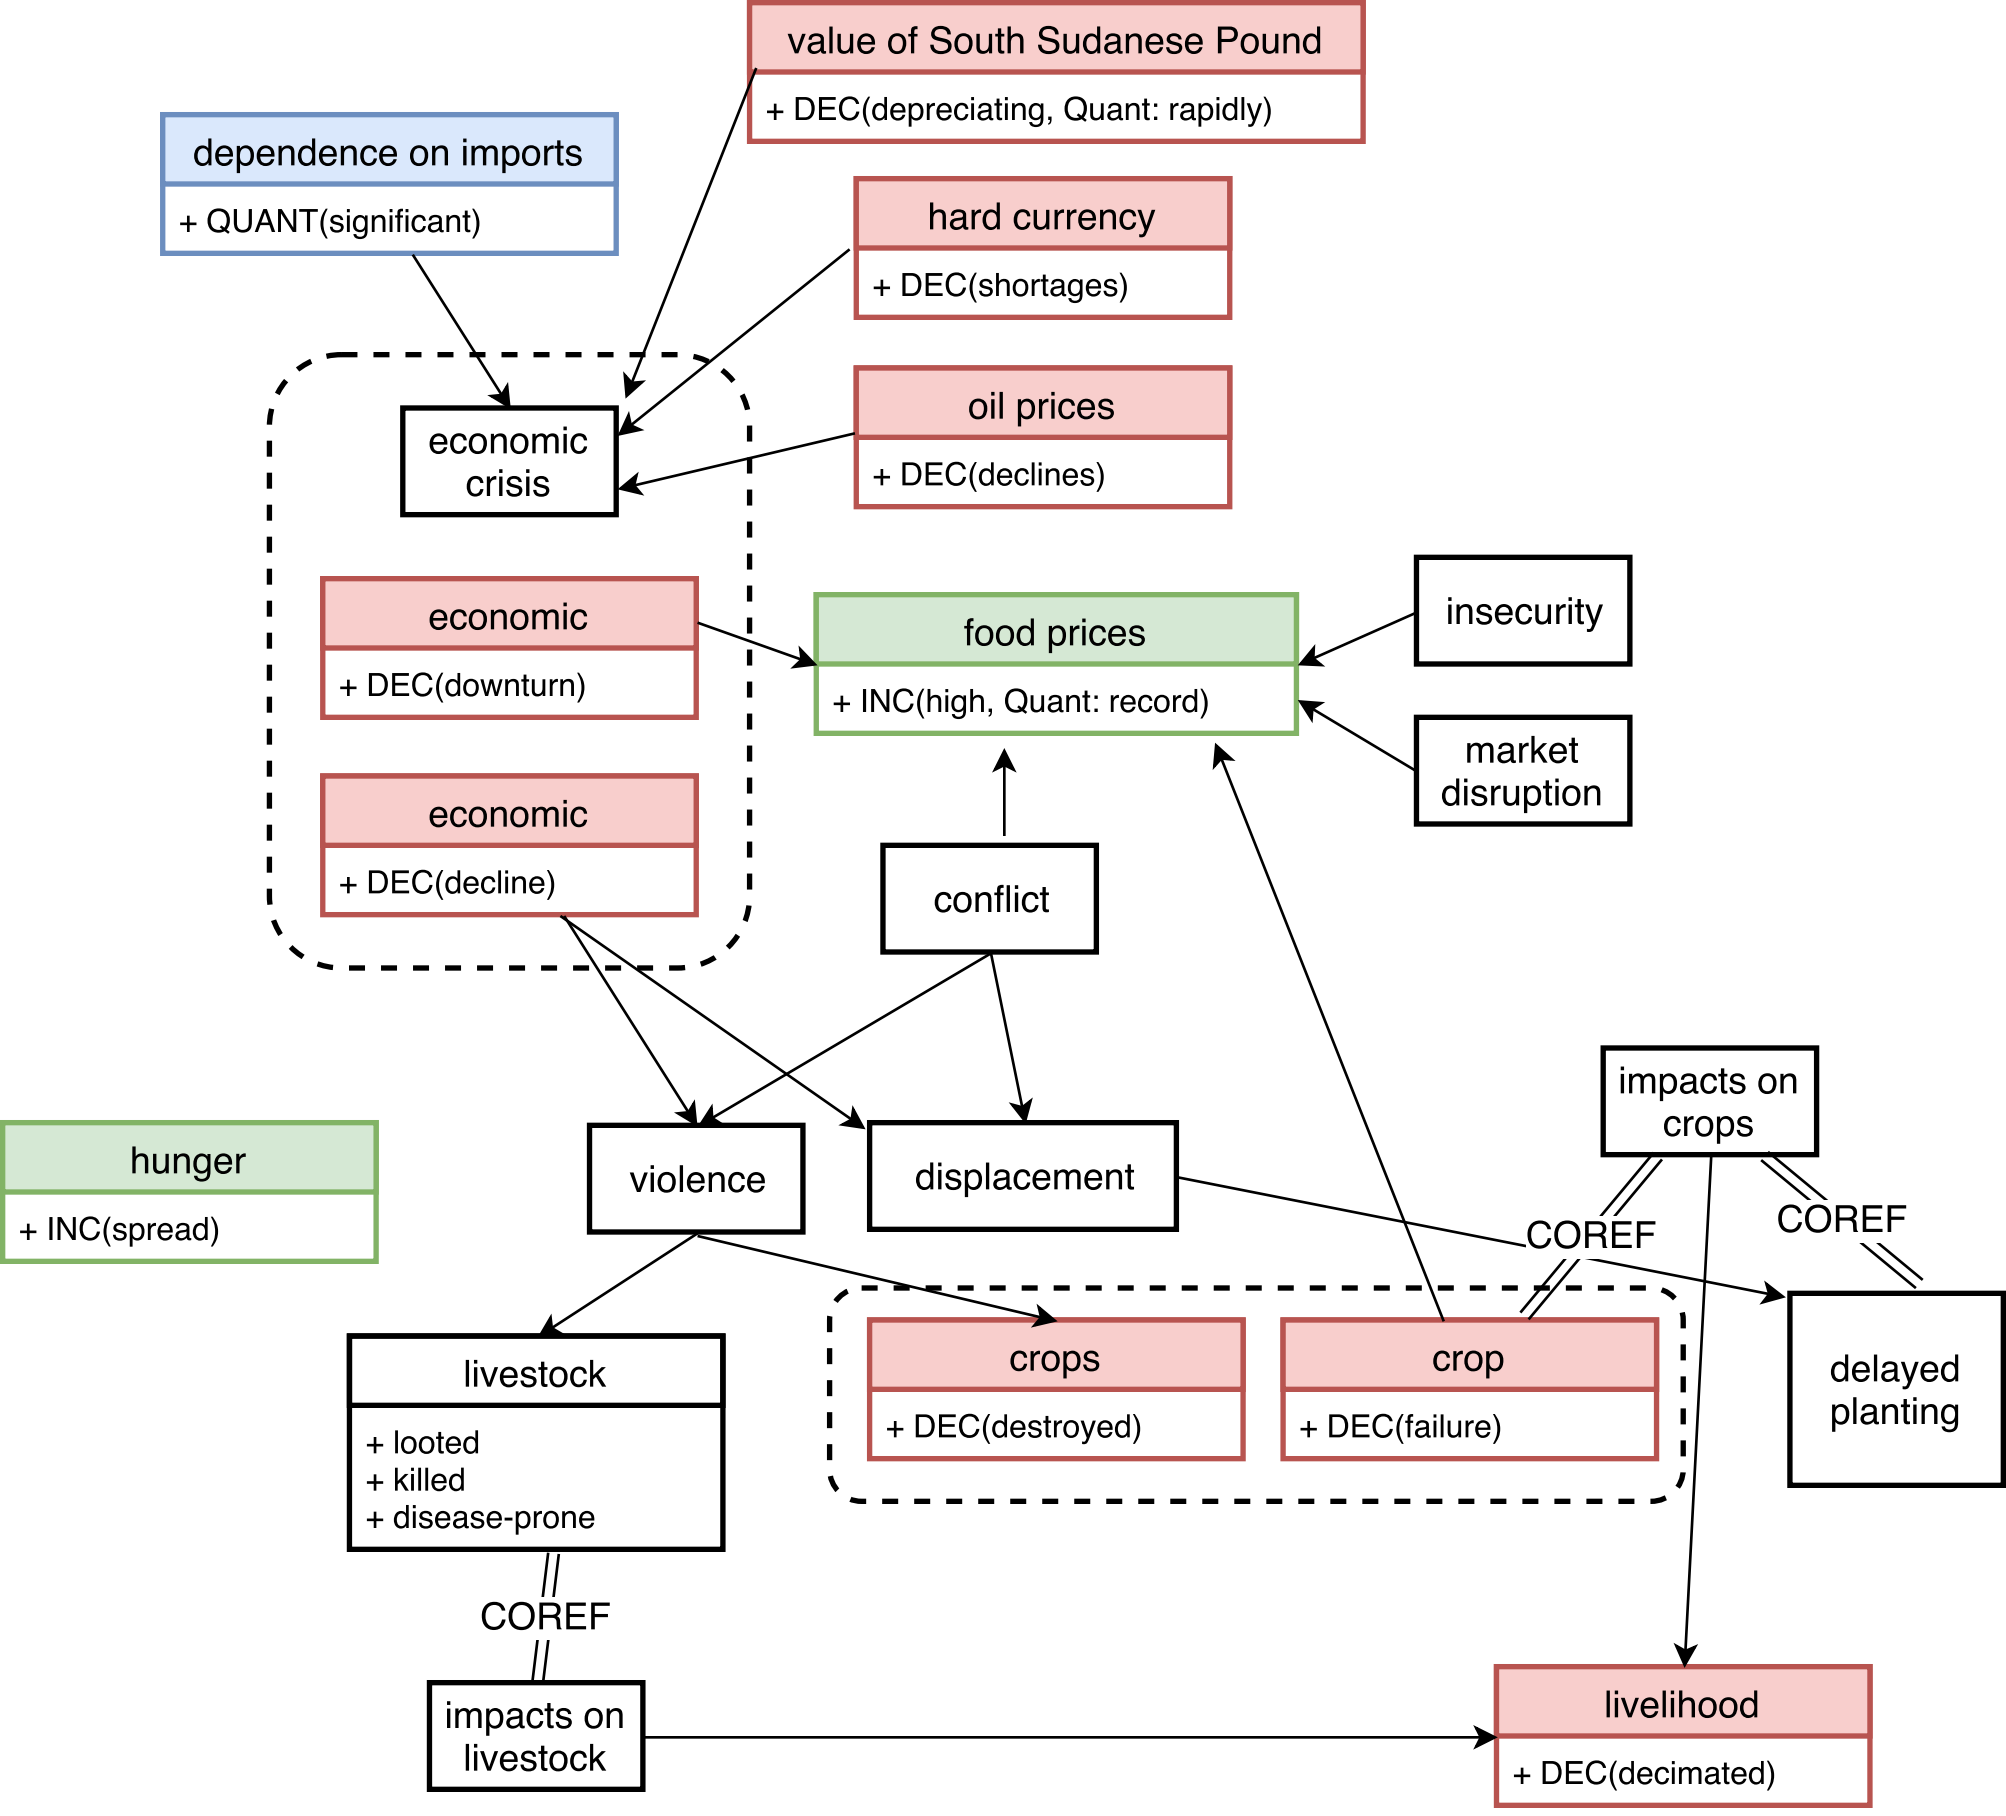 value of South Sudanese Pound
+ DEC(depreciating, Quant: rapidly)
dependence on imports
+ QUANT(significant)
hard currency
+ DEC(shortages)
oil prices
+ DEC(declines)
economic
crisis
economic
+ DEC(downturn)
food prices
+ INC(high, Quant: record)
insecurity
market
disruption
economic
+ DEC(decline)
conflict
impacts on
crops
hunger
+ INC(spread)
violence
displacement
COREF
COREF
livestock
+ looted
+ killed
+ disease-prone
crops
+ DEC(destroyed)
crop
+ DEC(failure)
delayed
planting
COREF
impacts on
livestock
livelihood
+ DEC(decimated)